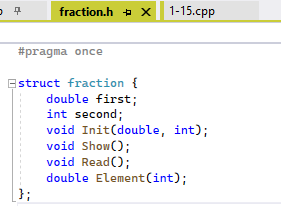 fraction.h
1-15.cpp
#pragma once
struct fraction {
double first;
int second;
void Init(double, int);
void Show();
void Read();
double Element(int);
};